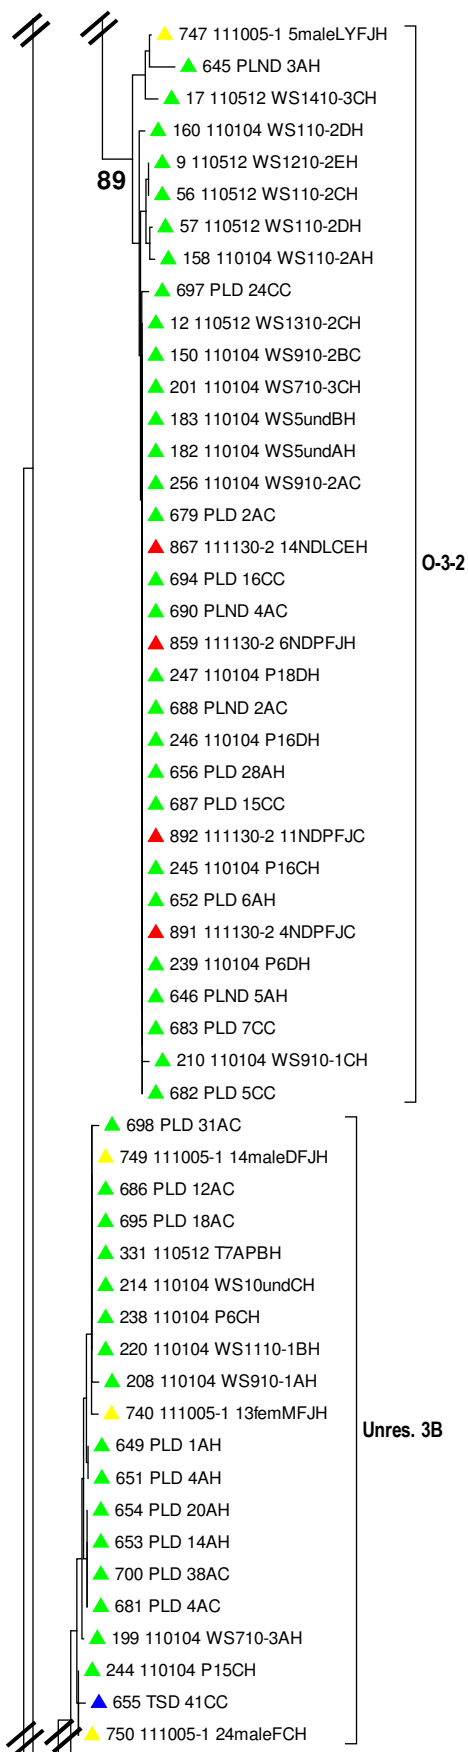 747 111005-1 5maleLYFJH
645 PLND 3AH
17 110512 WS1410-3CH
160 110104 WS110-2DH
89
9 110512 WS1210-2EH
56 110512 WS110-2CH
57 110512 WS110-2DH
158 110104 WS110-2AH
697 PLD 24CC
12 110512 WS1310-2CH
150 110104 WS910-2BC
201 110104 WS710-3CH
183 110104 WS5undBH
182 110104 WS5undAH
256 110104 WS910-2AC
679 PLD 2AC
867 111130-2 14NDLCEH
O-3-2
694 PLD 16CC
690 PLND 4AC
859 111130-2 6NDPFJH
247 110104 P18DH
688 PLND 2AC
246 110104 P16DH
656 PLD 28AH
687 PLD 15CC
892 111130-2 11NDPFJC
245 110104 P16CH
652 PLD 6AH
891 111130-2 4NDPFJC
239 110104 P6DH
646 PLND 5AH
683 PLD 7CC
210 110104 WS910-1CH
682 PLD 5CC
698 PLD 31AC
749 111005-1 14maleDFJH
686 PLD 12AC
695 PLD 18AC
331 110512 T7APBH
214 110104 WS10undCH
238 110104 P6CH
220 110104 WS1110-1BH
208 110104 WS910-1AH
740 111005-1 13femMFJH
Unres. 3B
649 PLD 1AH
651 PLD 4AH
654 PLD 20AH
653 PLD 14AH
700 PLD 38AC
681 PLD 4AC
199 110104 WS710-3AH
244 110104 P15CH
655 TSD 41CC
750 111005-1 24maleFCH